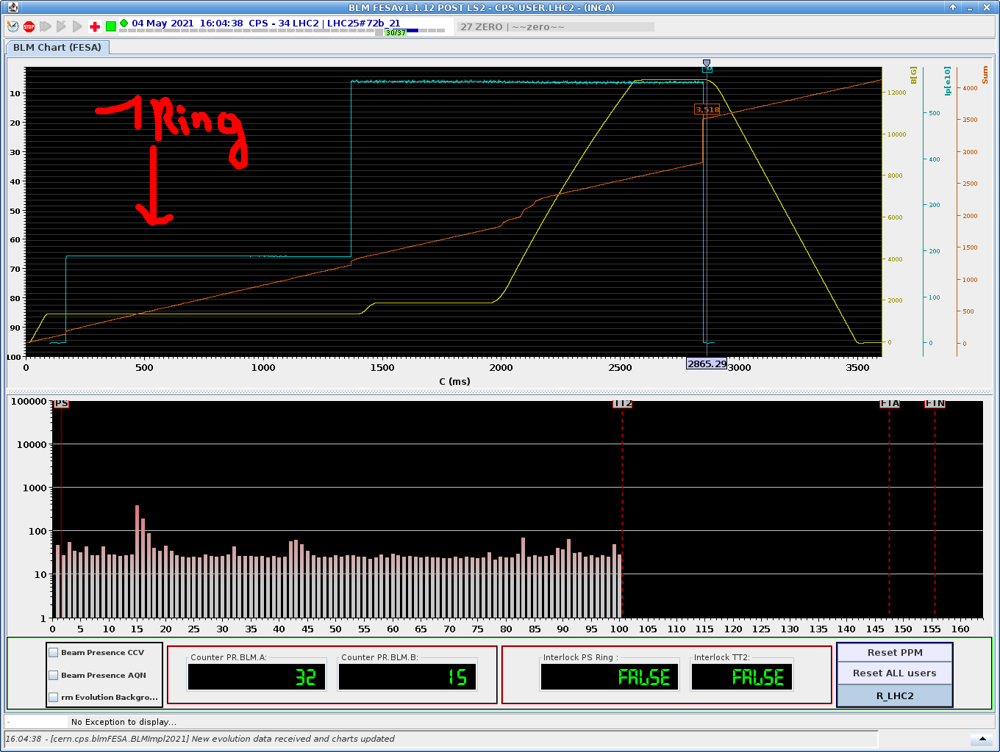 BLM FESAv1.1.12 POST LS2 - CPS.USER.LHC2 - (INCA)
STOP
04 May 2021 16:04:38 CPS - 34 LHC2 | LHC25#72b_21
30/37
27 ZERO | ~~zero~~
BLM Chart (FESA)
1 Ring
10
20
30
40
50
60
70
80
90
100
0 500 1000 1500 2000 2500 3000 3500
C (ms)
3,518
2865.29
B[G]
12000
10000
8000
6000
4000
2000
0
Ip[e10]
500
400
300
200
100
0
Sum
4000
3500
3000
2500
2000
1500
1000
500
0
100000
10000
1000
100
10
1
PS TT2 FTA FTN
0 5 10 15 20 25 30 35 40 45 50 55 60 65 70 75 80 85 90 95 100 105 110 115 120 125 130 135 140 145 150 155 160
Beam Presence CCV
Beam Presence AQN
rm Evolution Backgro...
Counter PR.BLM.A:
32
Counter PR.BLM.B:
15
Interlock PS Ring :
FALSE
Interlock TT2:
FALSE
Reset PPM
Reset ALL users
R_LHC2
- No Exception to display...
16:04:38 - [cern.cps.blmFESA.BLMImpl2021] New evolution data received and charts updated